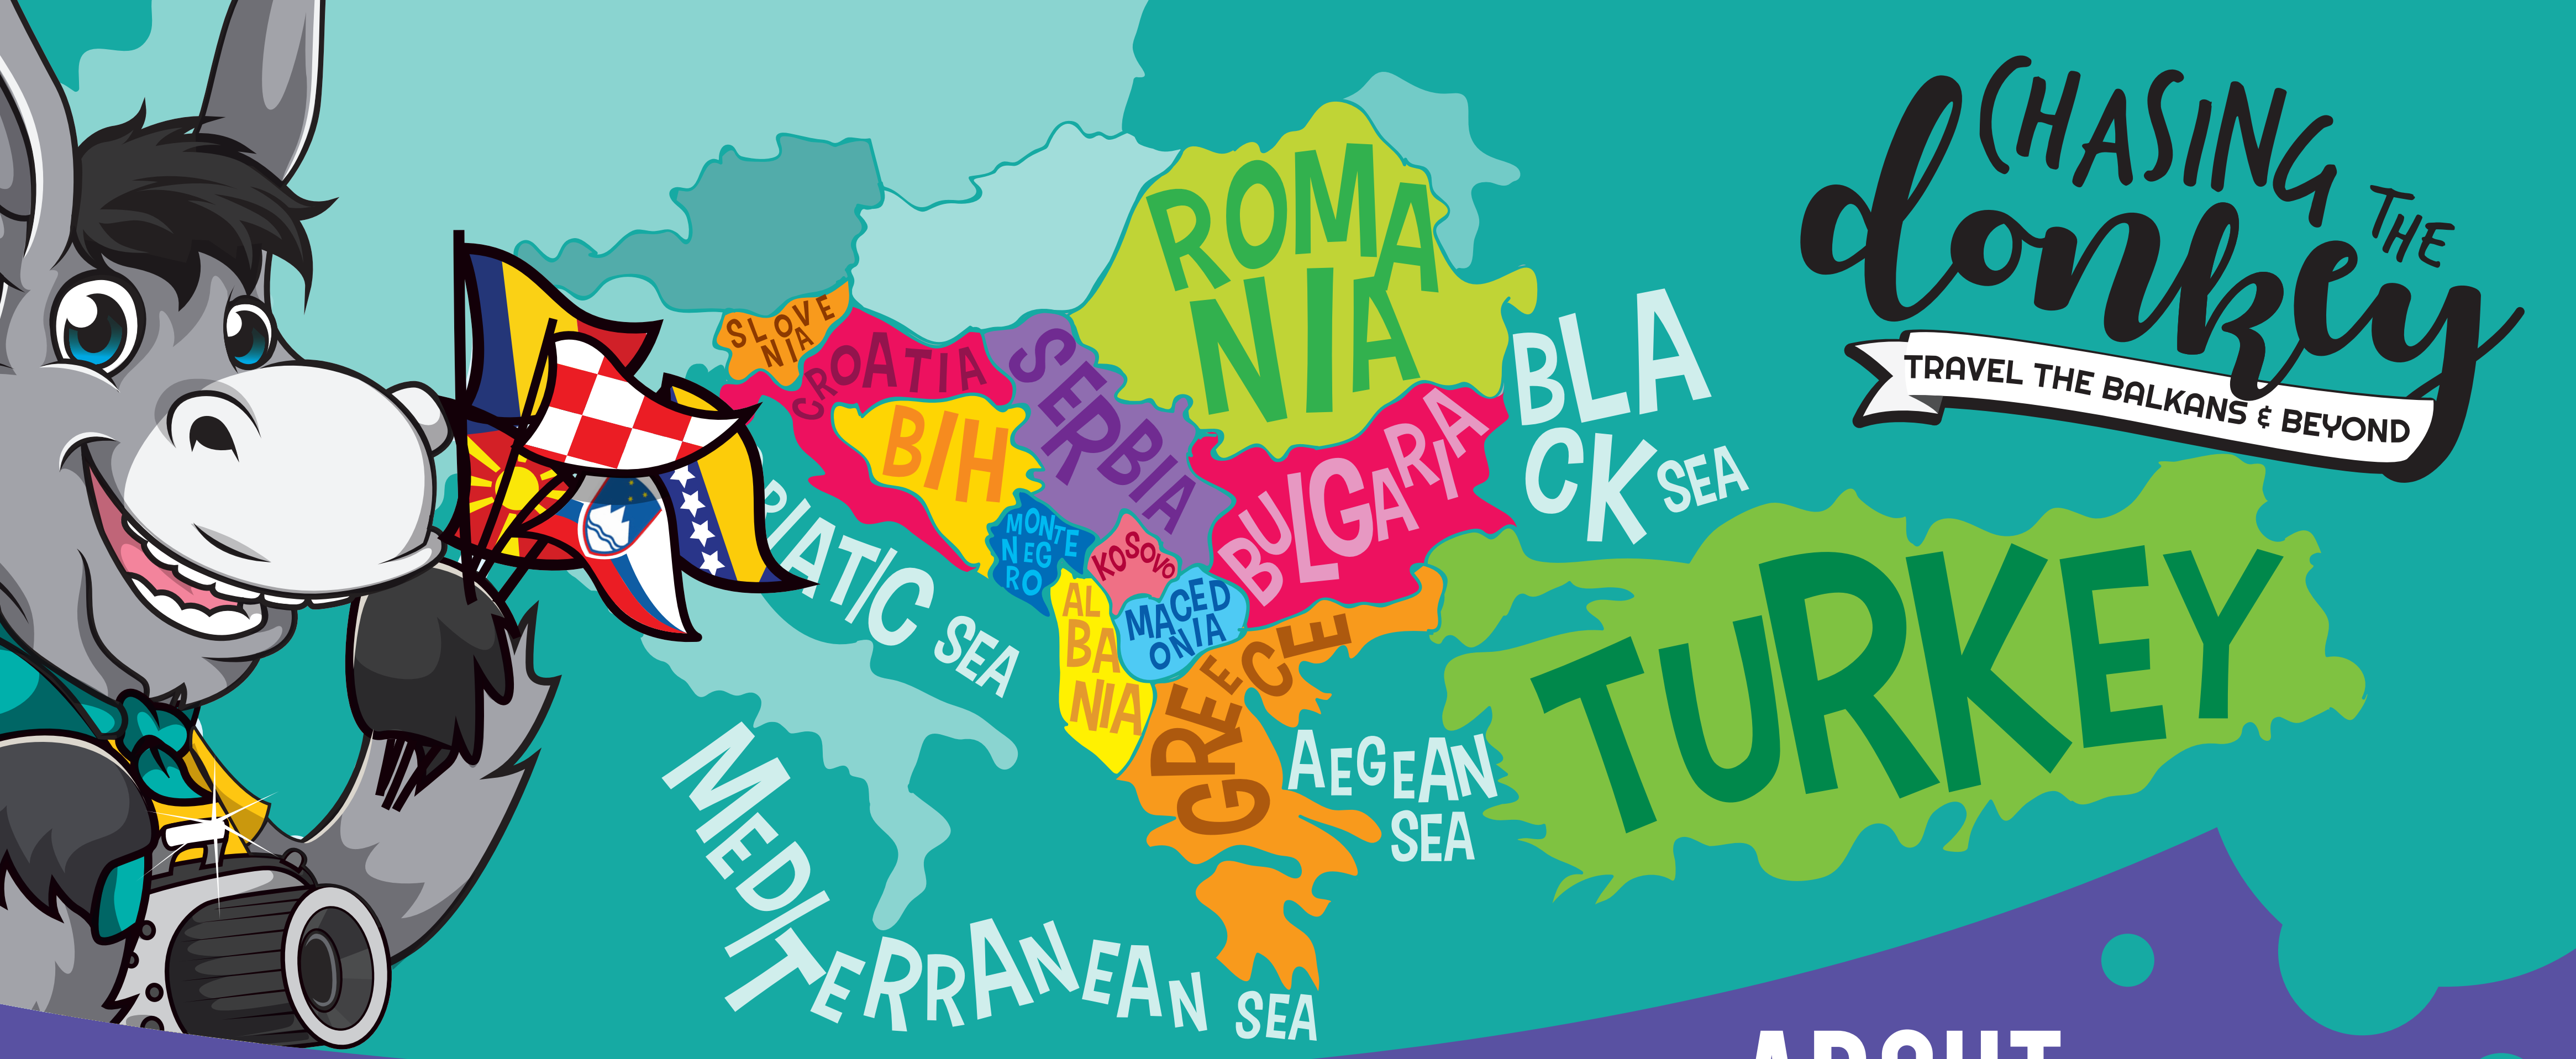 CHASING THE
donkey
TRAVEL THE BALKANS & BEYOND
ROMA
NIA
SLOVE
NIA
CROATIA
SERBIA
BIH
BLA
CK SEA
BULGARIA
MONTE
NEG
RO
KOSOVO
MACED
ONIA
AL
BA
NIA
GREECE
TURKEY
RIATIC SEA
AEGEAN
SEA
MEDITERRANEAN SEA
ABOUT